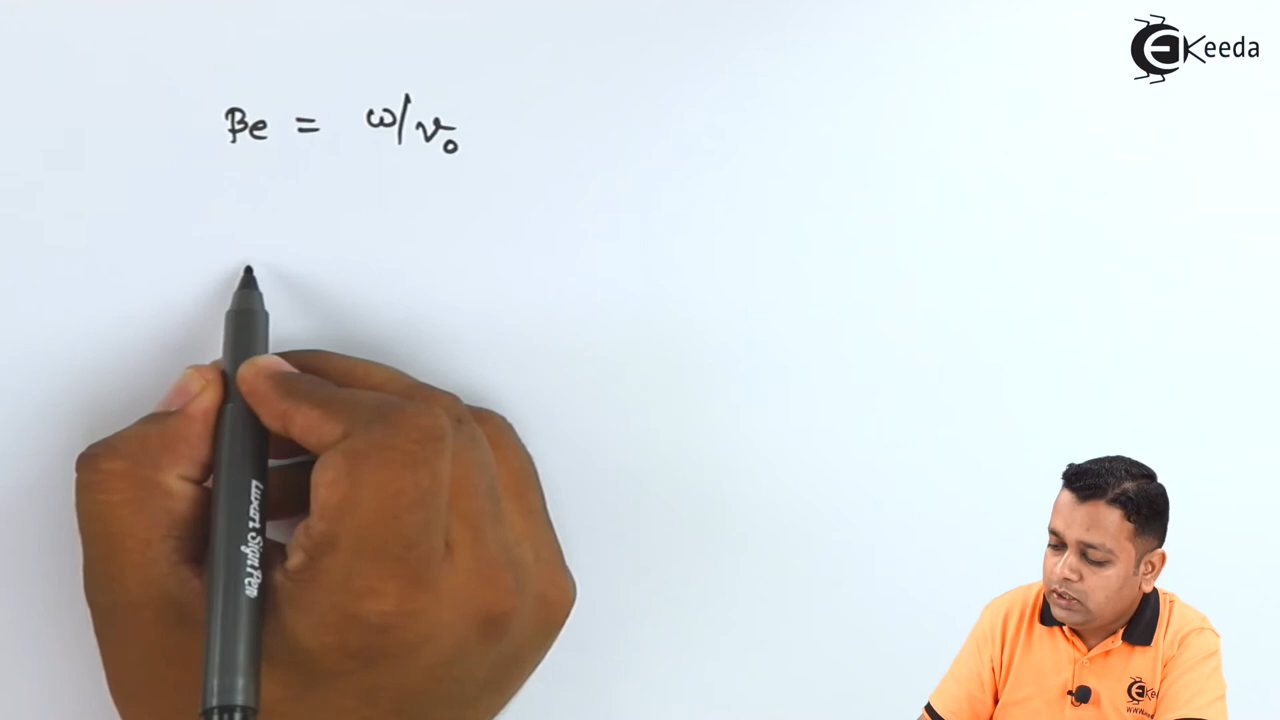 EKeeda
βe = ω/v₀
Luxor Sign Pen